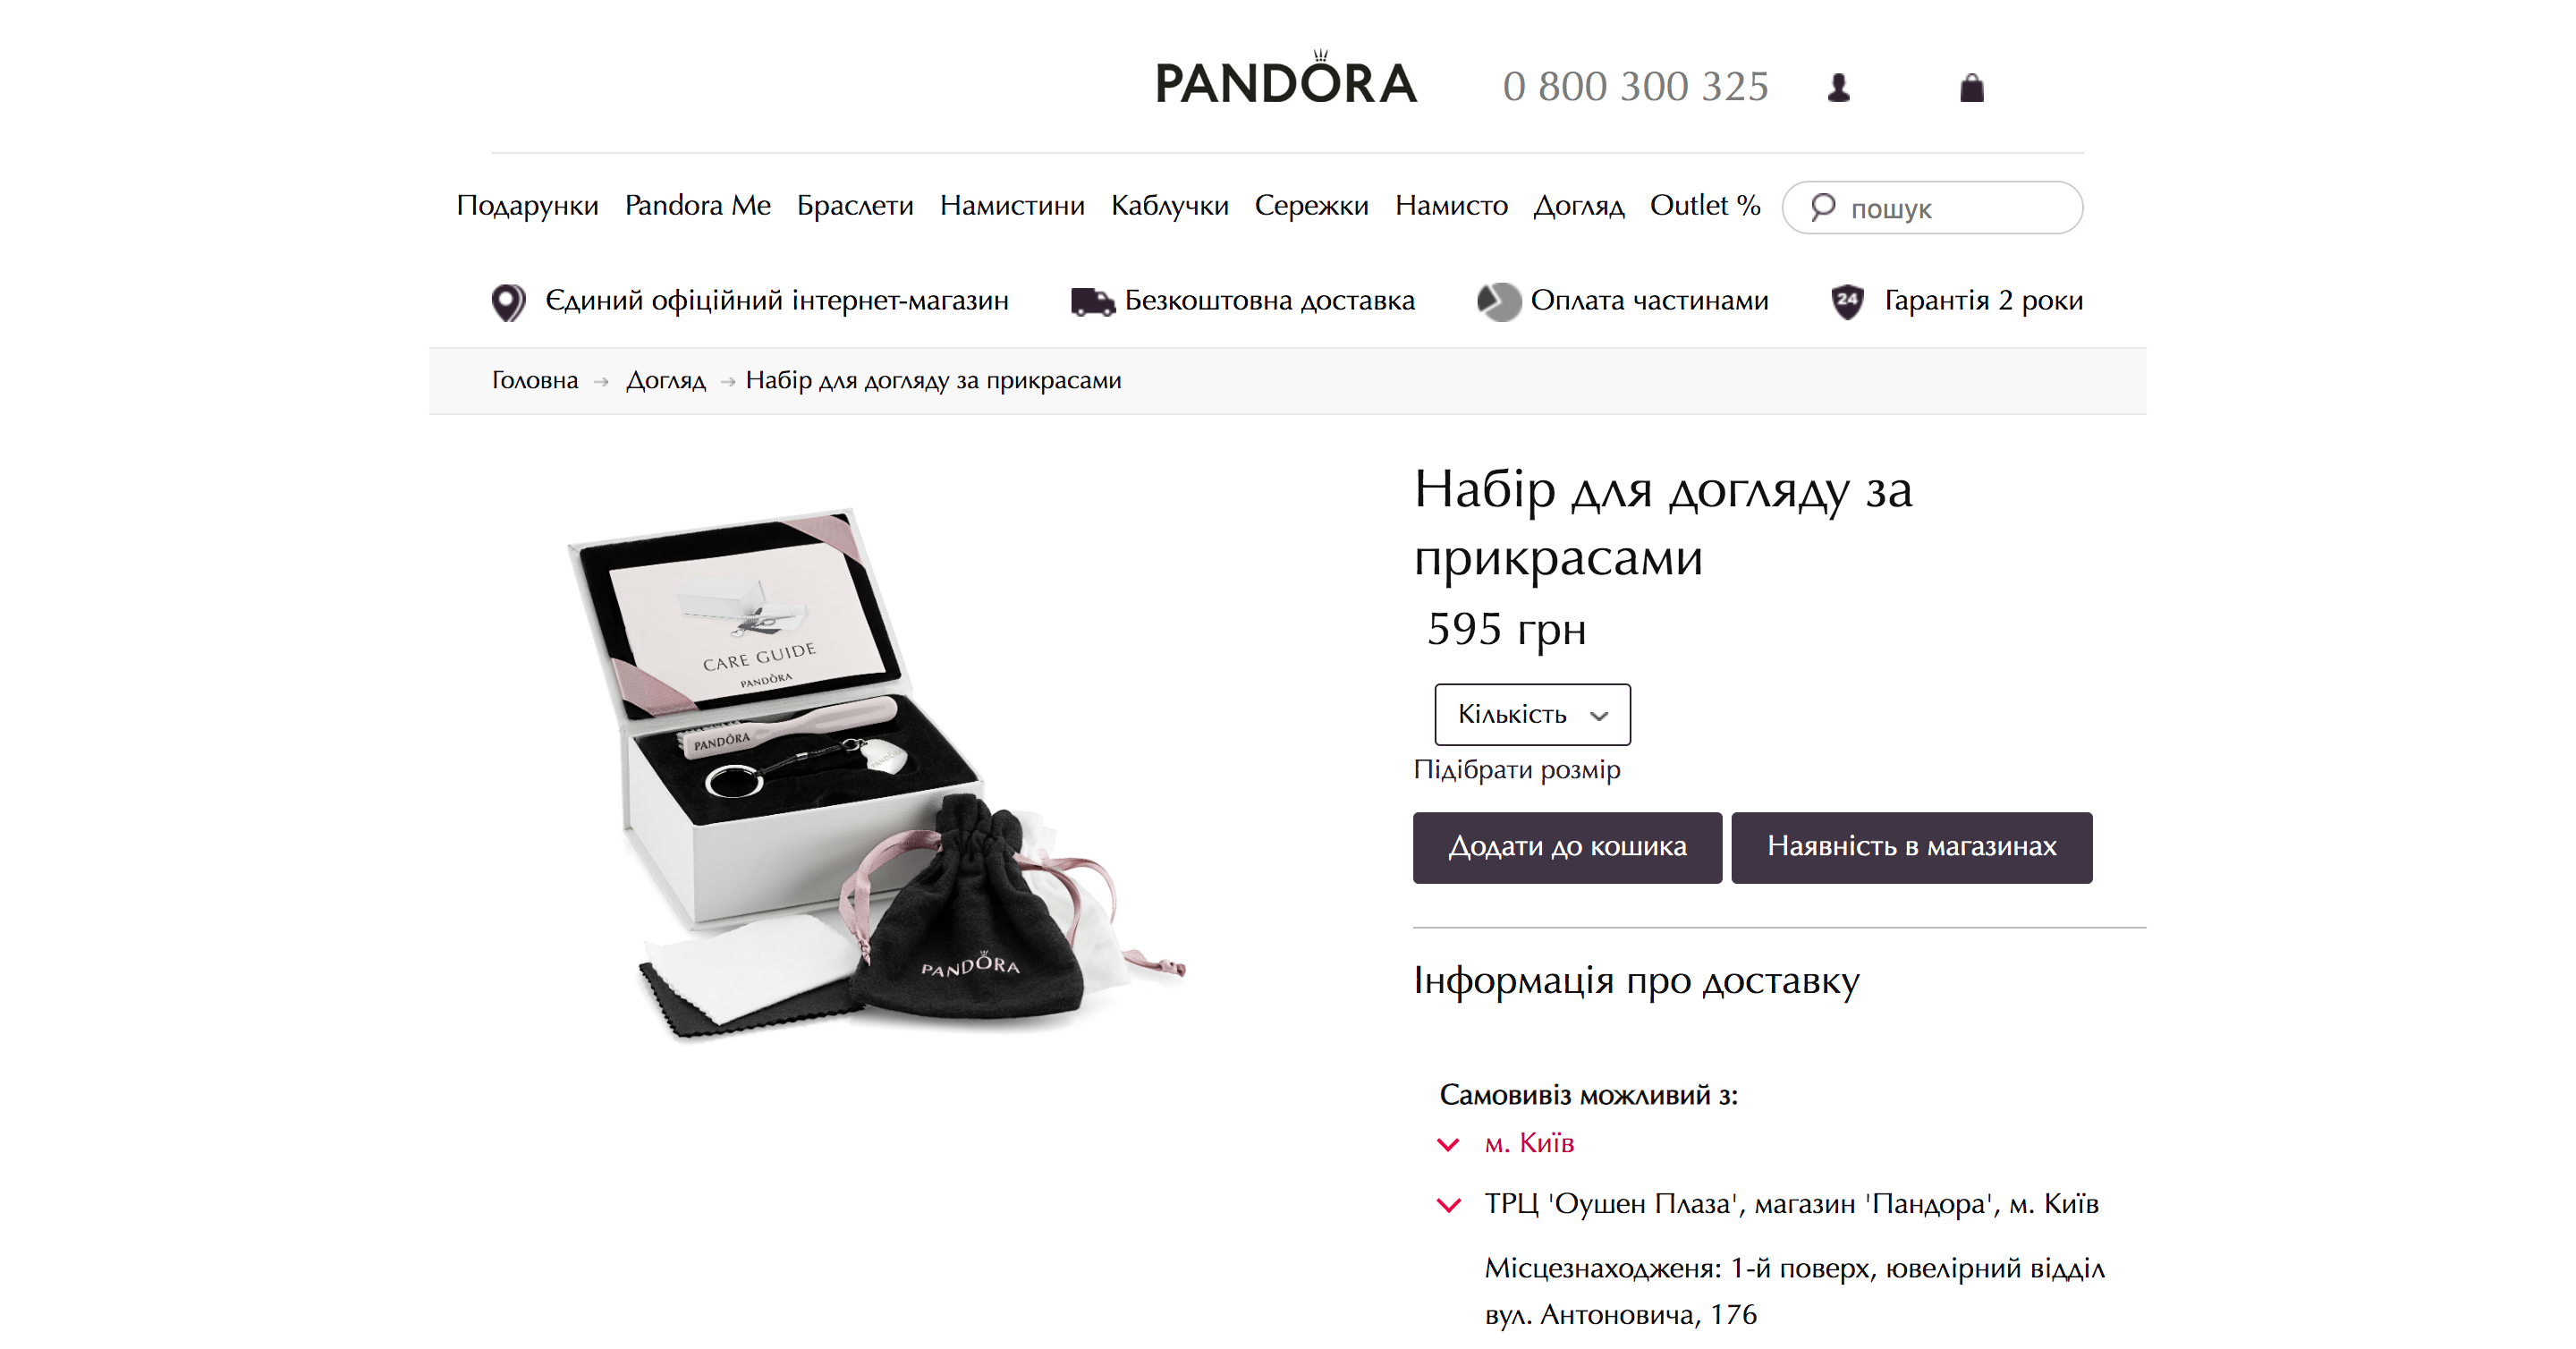 PANDORA
0 800 300 325
Подарунки Pandora Me Браслети Намистини Каблучки Сережки Намисто Догляд Outlet % пошук
Єдиний офіційний інтернет-магазин Безкоштовна доставка Оплата частинами 24 Гарантія 2 роки
Головна → Догляд → Набір для догляду за прикрасами
CARE GUIDE
PANDORA
PANDORA
PANDORA
PANDORA
Набір для догляду за
прикрасами
595 грн
Кількість
Підібрати розмір
Додати до кошика Наявність в магазинах
Інформація про доставку
Самовивіз можливий з:
м. Київ
ТРЦ 'Оушен Плаза', магазин 'Пандора', м. Київ
Місцезнаходженя: 1-й поверх, ювелірний відділ
вул. Антоновича, 176